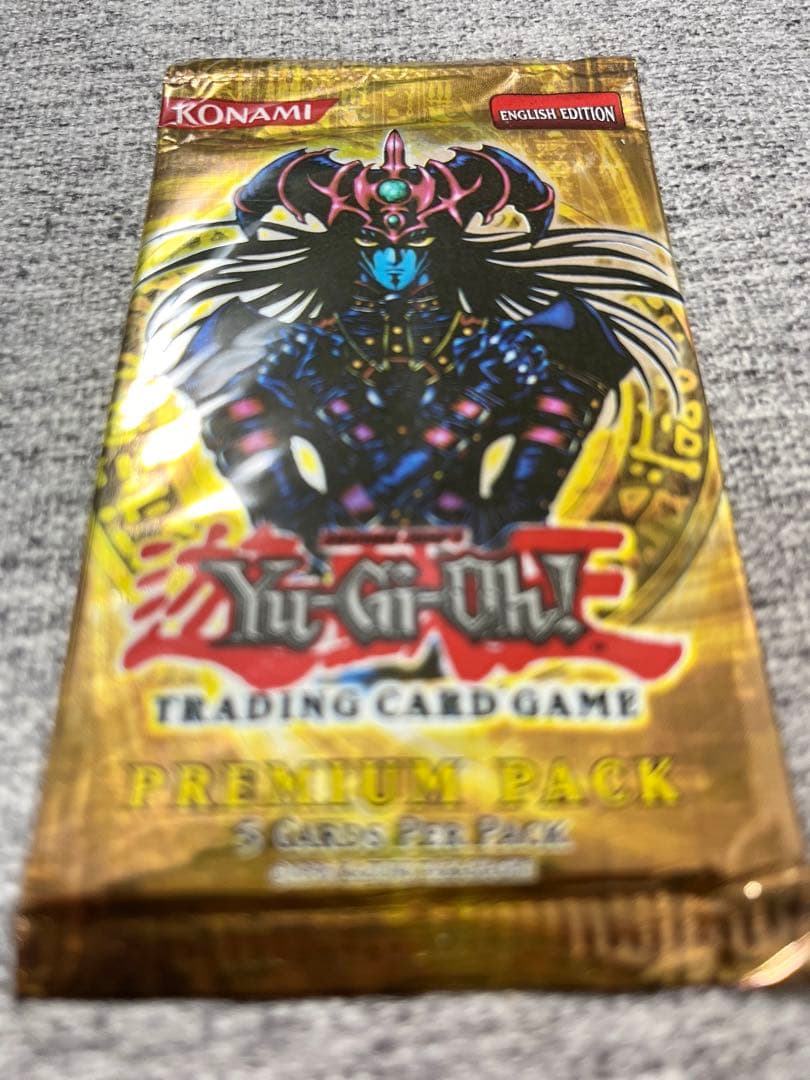 KONAMI
ENGLISH EDITION
Yu-Gi-Oh!
TRADING CARD GAME
PREMIUM PACK
5 CARDS PER PACK